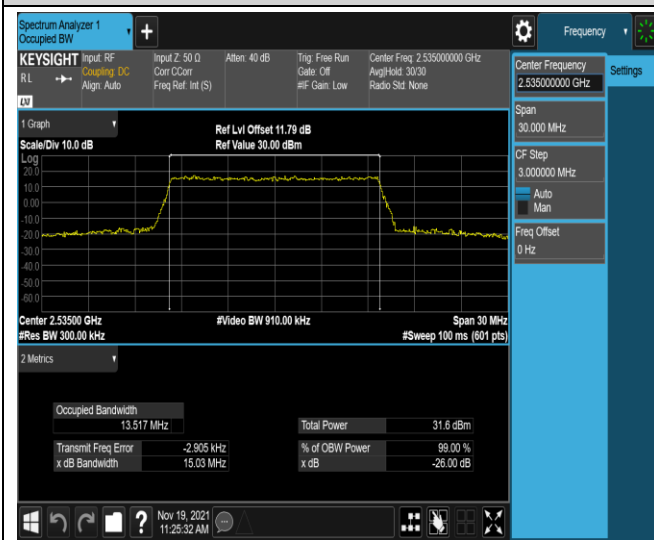 Spectrum Analyzer 1
Occupied BW
+
Frequency
KEYSIGHT
RL
LXI
Input: RF
Coupling: DC
Align: Auto
Input Z: 50 Ω
Corr CCorr
Freq Ref: Int (S)
Atten: 40 dB
Trig: Free Run
Gate: Off
#IF Gain: Low
Center Freq: 2.535000000 GHz
Avg|Hold: 30/30
Radio Std: None
1 Graph
Scale/Div 10.0 dB
Ref Lvl Offset 11.79 dB
Ref Value 30.00 dBm
Log
20.0
10.0
0.00
-10.0
-20.0
-30.0
-40.0
-50.0
-60.0
Center 2.53500 GHz
#Res BW 300.00 kHz
#Video BW 910.00 kHz
Span 30 MHz
#Sweep 100 ms (601 pts)
2 Metrics
Occupied Bandwidth
13.517 MHz
Transmit Freq Error -2.905 kHz
x dB Bandwidth 15.03 MHz
Total Power 31.6 dBm
% of OBW Power 99.00 %
x dB -26.00 dB
Center Frequency
2.535000000 GHz
Settings
Span
30.000 MHz
CF Step
3.000000 MHz
Auto
Man
Freq Offset
0 Hz
?
Nov 19, 2021
11:25:32 AM